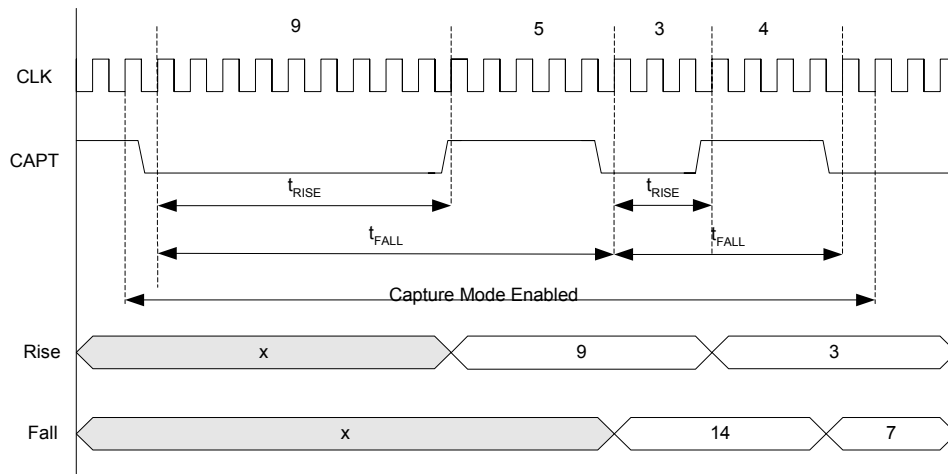 9 5 3 4
CLK
CAPT
tRISE tRISE
tFALL tFALL
Capture Mode Enabled
Rise x 9 3
Fall x 14 7